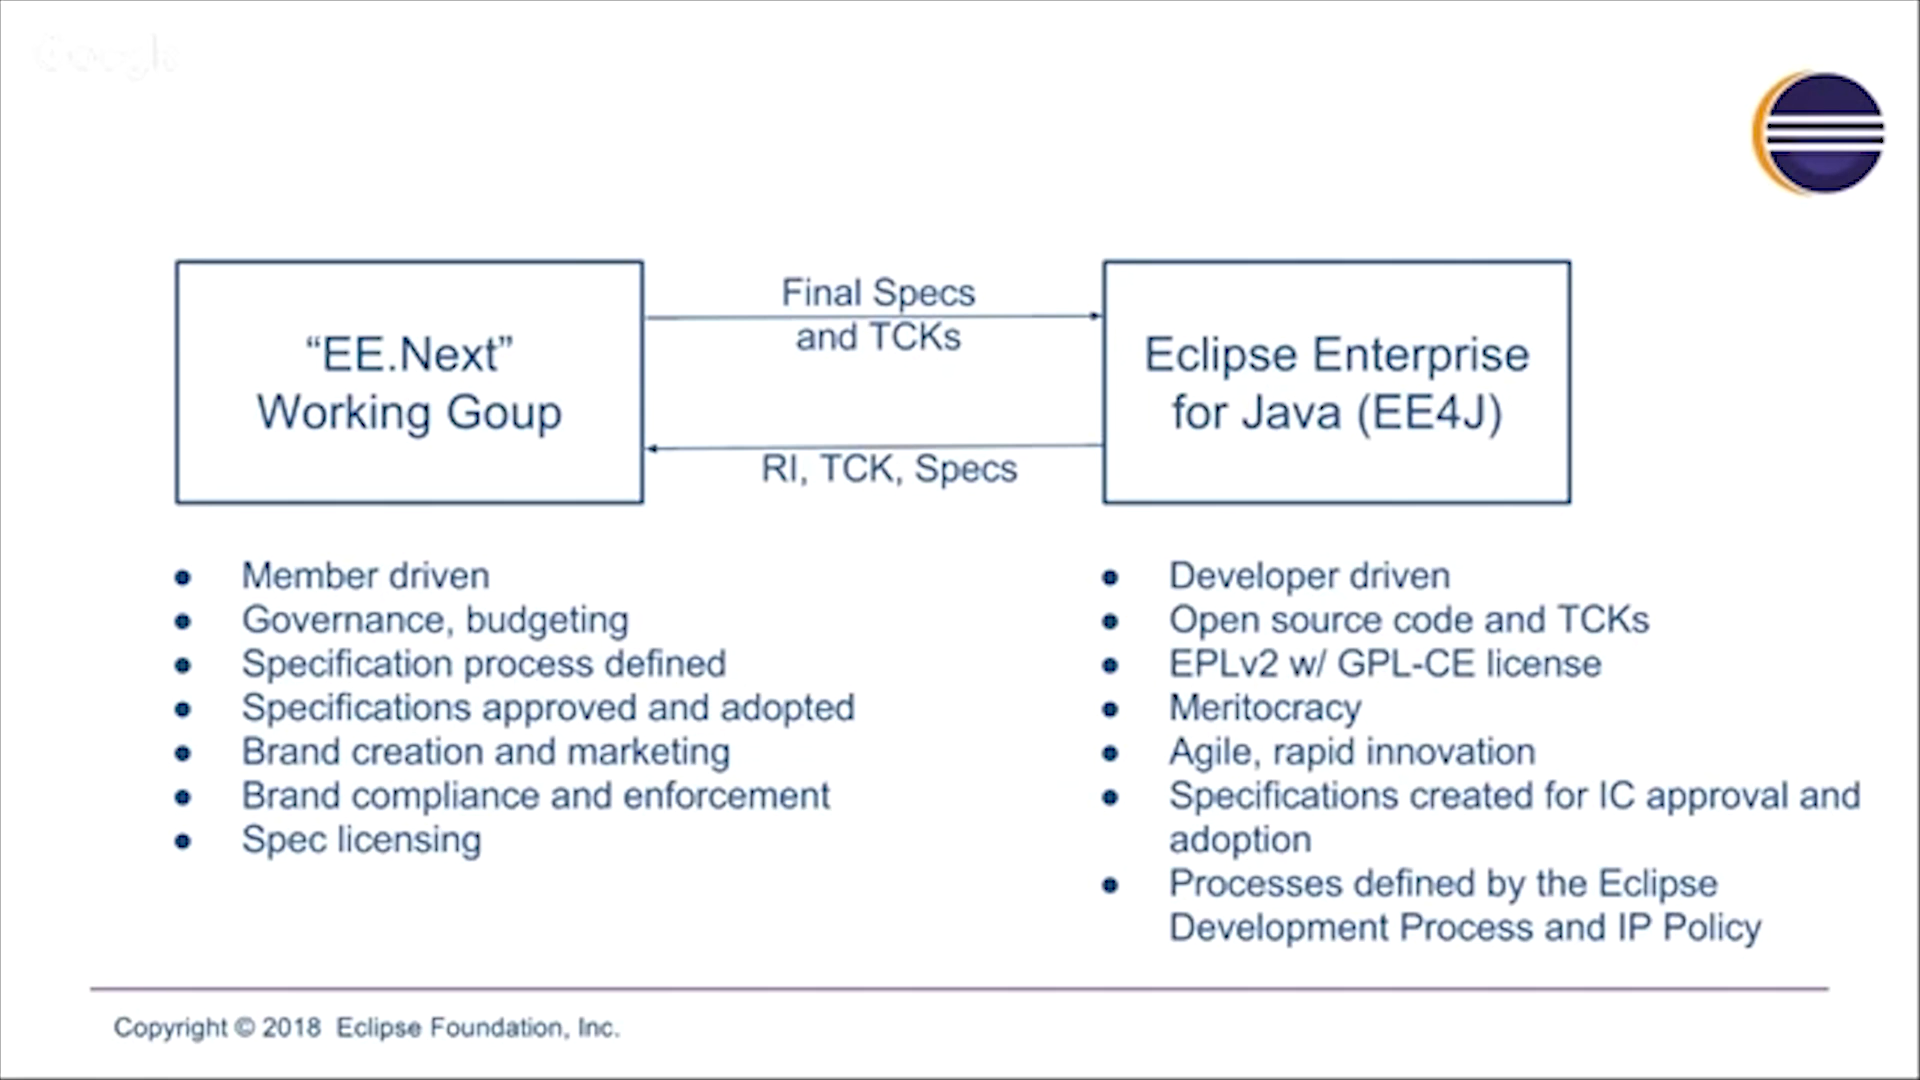 Google
“EE.Next”
Working Goup
Final Specs
and TCKs
RI, TCK, Specs
Eclipse Enterprise
for Java (EE4J)
● Member driven
● Governance, budgeting
● Specification process defined
● Specifications approved and adopted
● Brand creation and marketing
● Brand compliance and enforcement
● Spec licensing
● Developer driven
● Open source code and TCKs
● EPLv2 w/ GPL-CE license
● Meritocracy
● Agile, rapid innovation
● Specifications created for IC approval and
adoption
● Processes defined by the Eclipse
Development Process and IP Policy
Copyright © 2018 Eclipse Foundation, Inc.